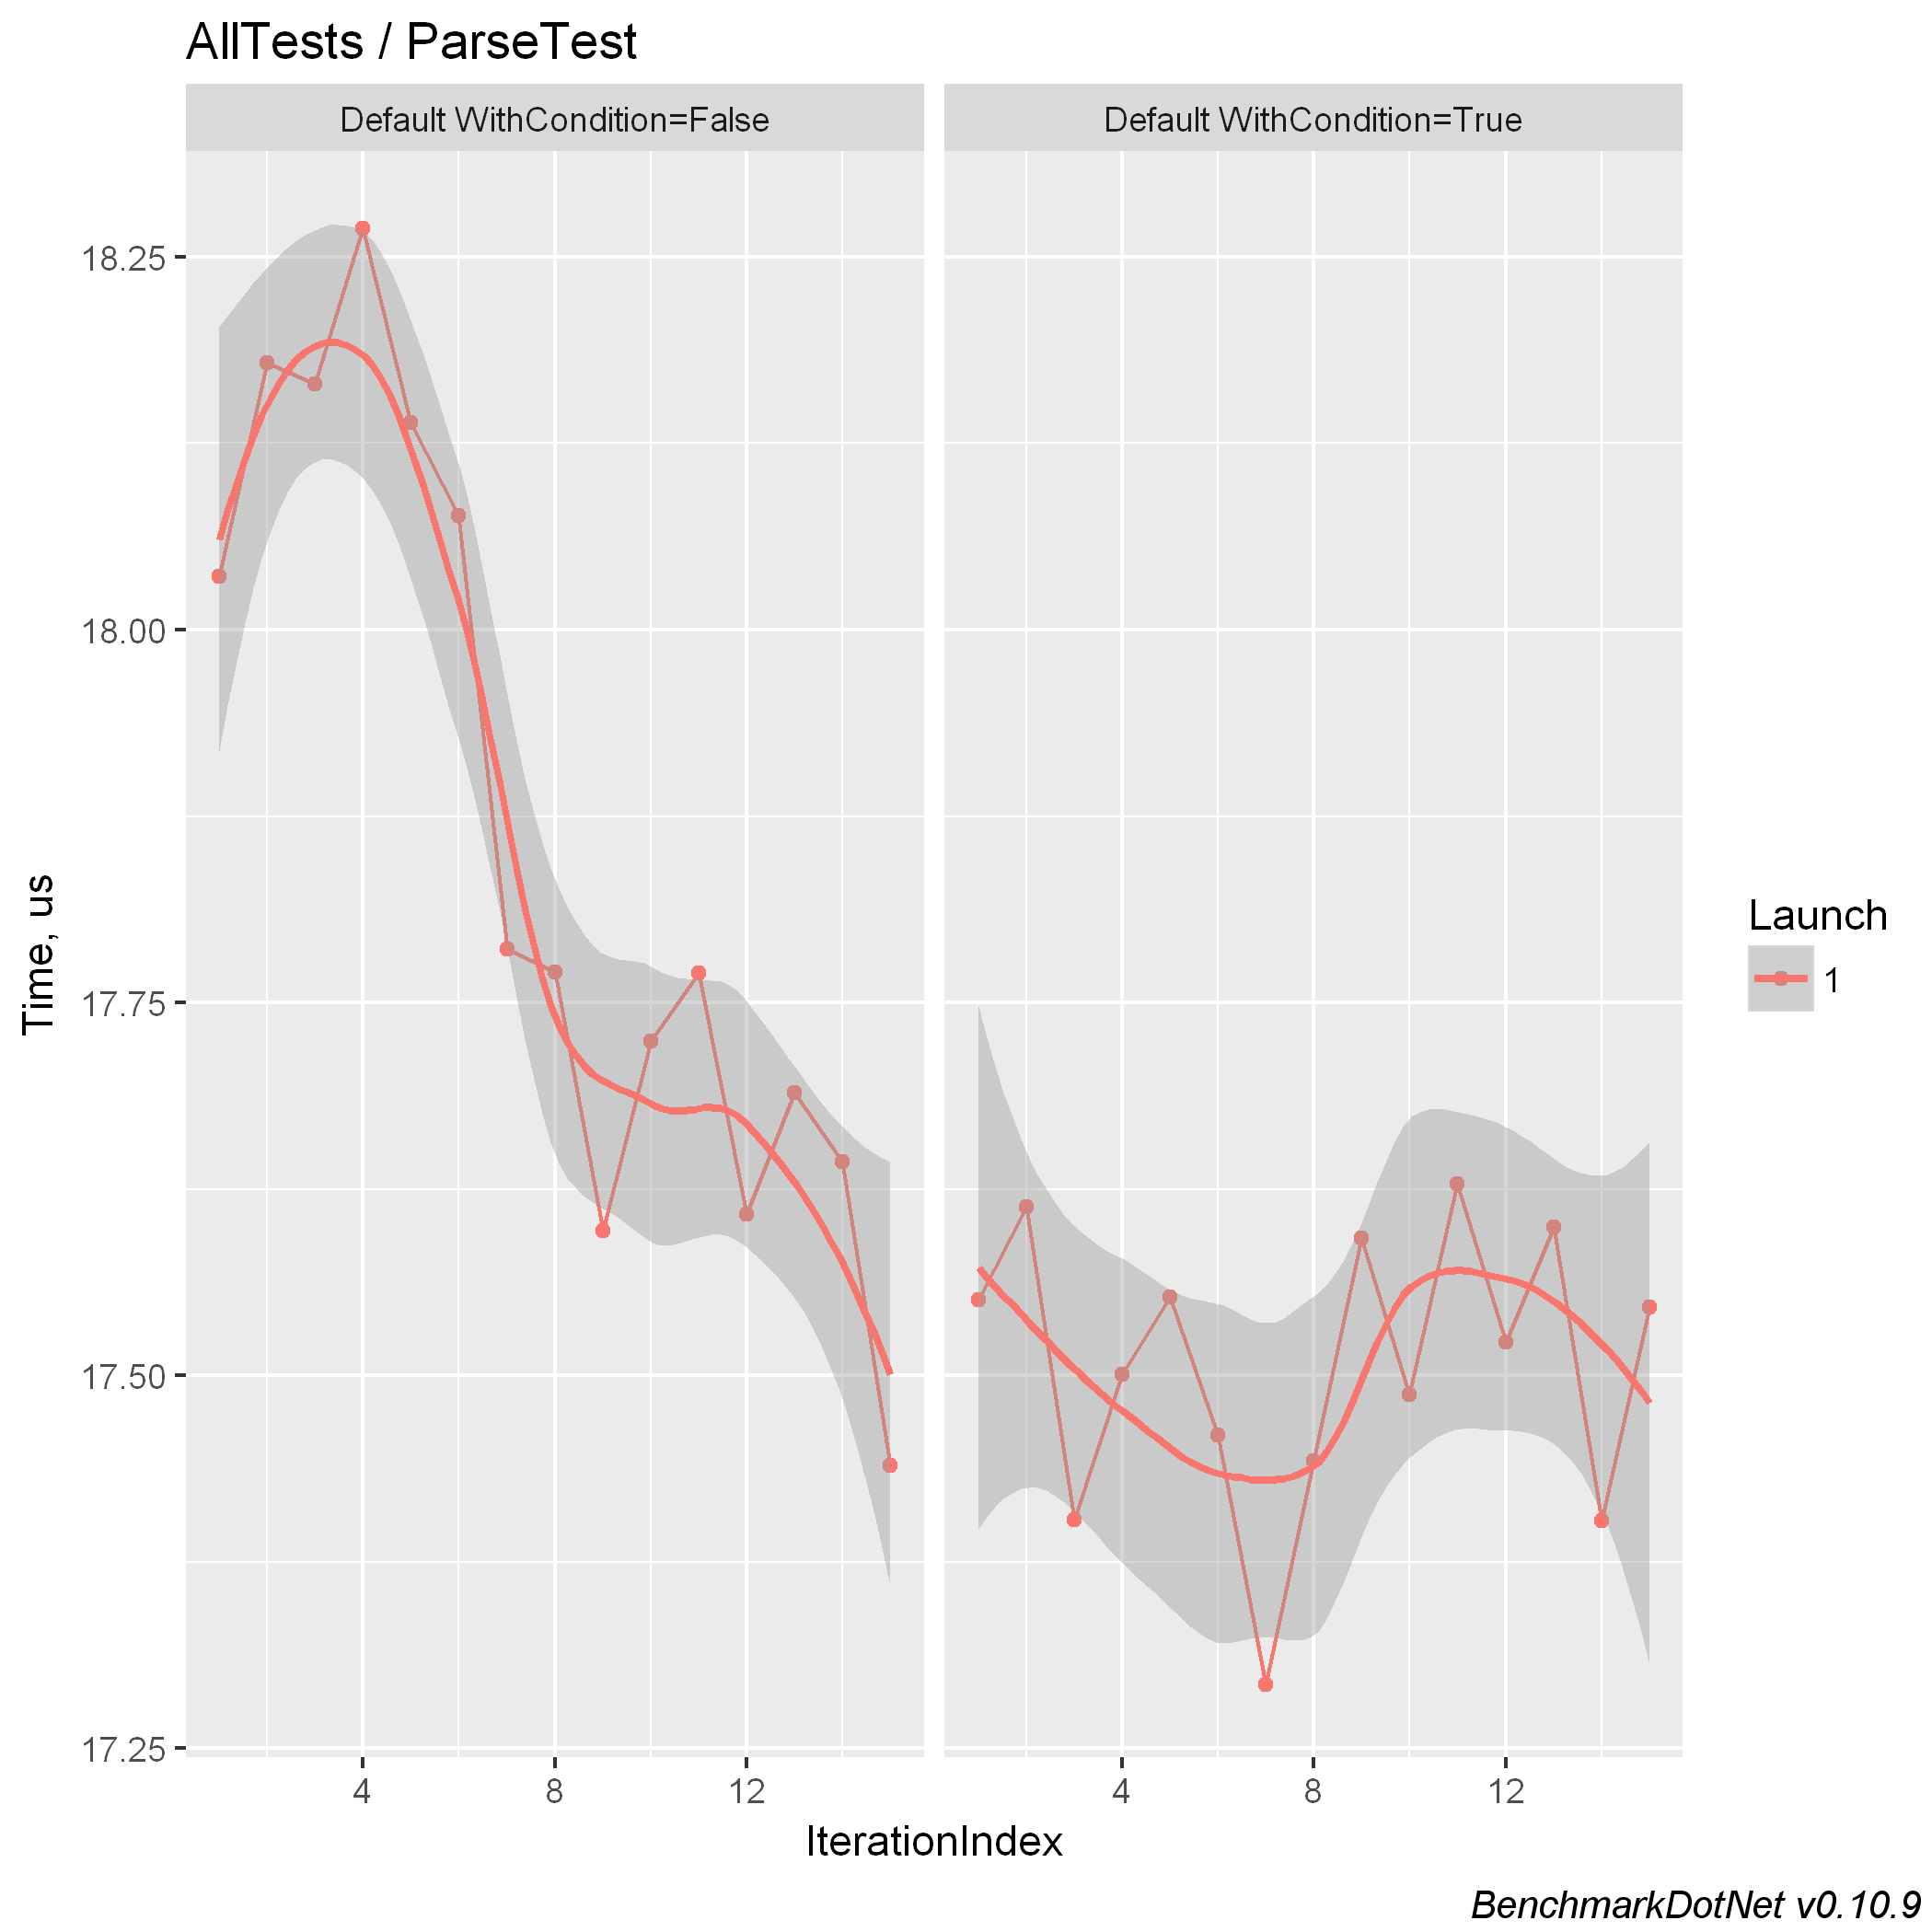 AllTests / ParseTest
Default WithCondition=False
Default WithCondition=True
18.25
18.00
17.75
17.50
17.25
Time, us
4 8 12
4 8 12
IterationIndex
Launch
1
BenchmarkDotNet v0.10.9